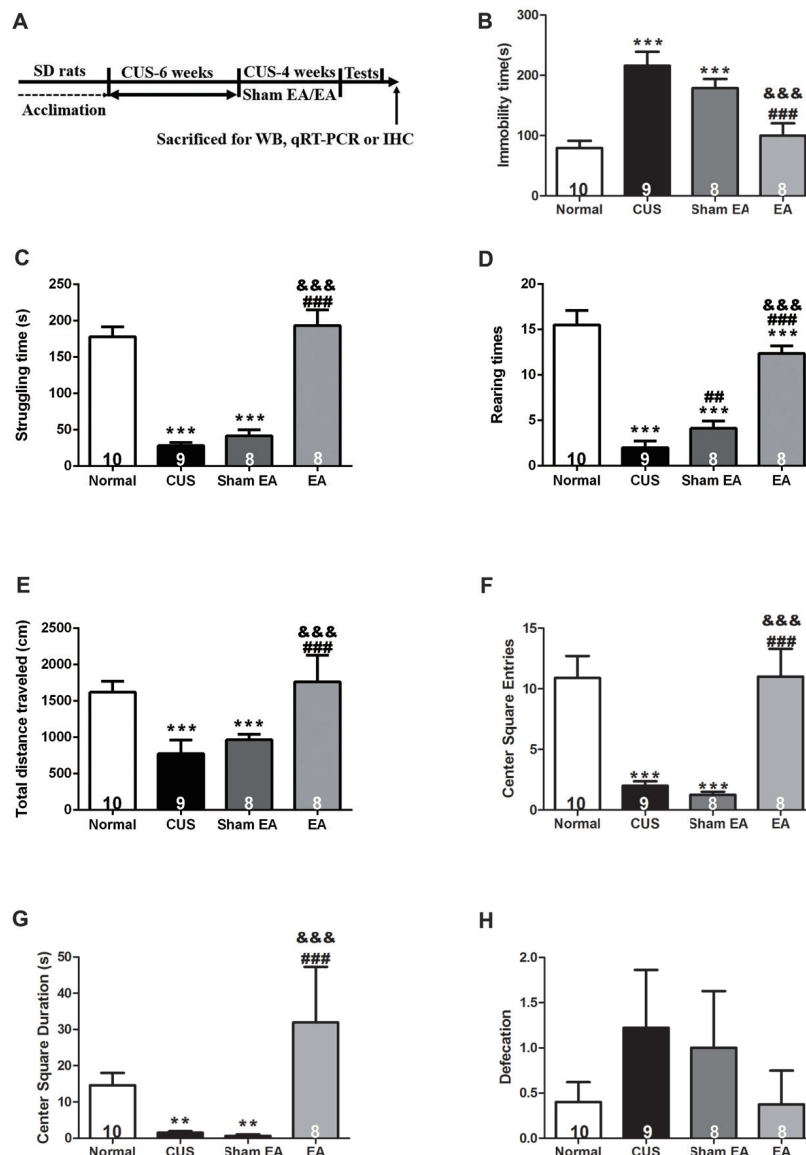 A
SD rats CUS-6 weeks CUS-4 weeks Tests
Acclimation Sham EA/EA
Sacrificed for WB, qRT-PCR or IHC
B
Immobility time(s)
300
200
100
0
***
***
&&&
###
10 9 8 8
Normal CUS Sham EA EA
C
Struggling time (s)
250
200
150
100
50
0
&&&
###
*** ***
10 9 8 8
Normal CUS Sham EA EA
D
Rearing times
20
15
10
5
0
&&&
###
***
##
*** ***
10 9 8 8
Normal CUS Sham EA EA
E
Total distance traveled (cm)
2500
2000
1500
1000
500
0
&&&
###
*** ***
10 9 8 8
Normal CUS Sham EA EA
F
Center Square Entries
15
10
5
0
&&&
###
*** ***
10 9 8 8
Normal CUS Sham EA EA
G
Center Square Duration (s)
50
40
30
20
10
0
&&&
###
** **
10 8
Normal CUS Sham EA EA
H
Defecation
2.0
1.5
1.0
0.5
0.0
10 9 8 8
Normal CUS Sham EA EA